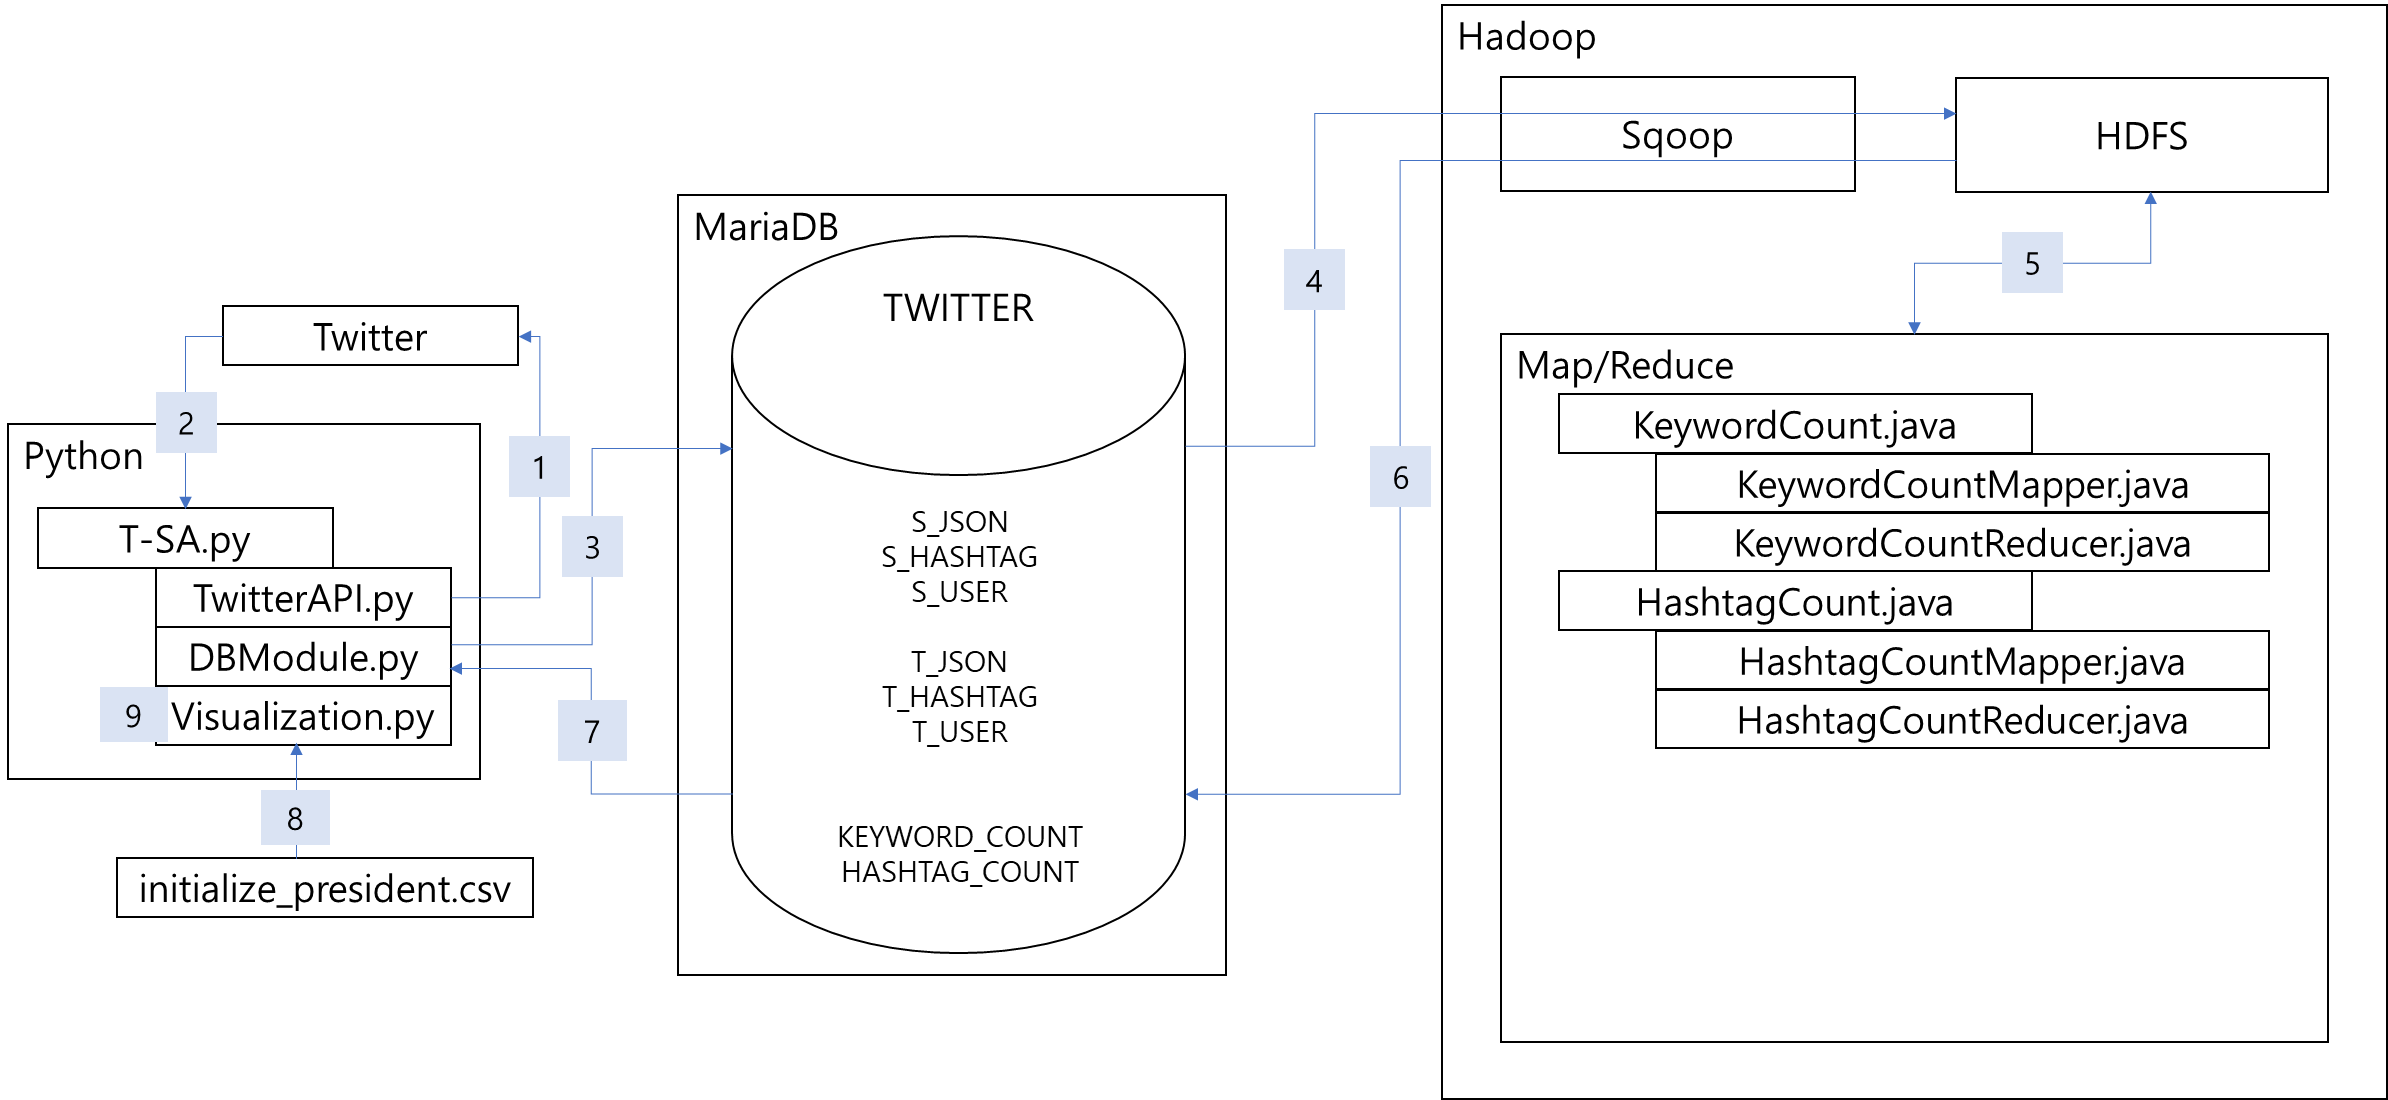 Hadoop
Sqoop
HDFS
MariaDB
TWITTER
4
5
Twitter
Map/Reduce
2
KeywordCount.java
Python
1
6
KeywordCountMapper.java
T-SA.py
3
S_JSON
S_HASHTAG
S_USER
KeywordCountReducer.java
TwitterAPI.py
HashtagCount.java
DBModule.py
T_JSON
T_HASHTAG
T_USER
HashtagCountMapper.java
9
Visualization.py
7
HashtagCountReducer.java
8
KEYWORD_COUNT
HASHTAG_COUNT
initialize_president.csv